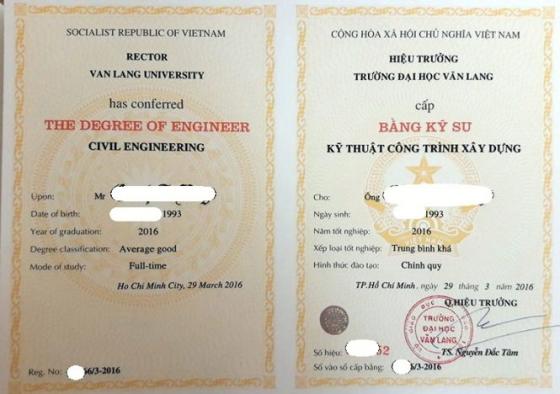 SOCIALIST REPUBLIC OF VIETNAM
RECTOR
VAN LANG UNIVERSITY
has conferred
THE DEGREE OF ENGINEER
CIVIL ENGINEERING
Upon: Mr
Date of birth: 1993
Year of graduation: 2016
Degree classification: Average good
Mode of study: Full-time
Ho Chi Minh City, 29 March 2016
Reg. No: 6/3-2016
CỘNG HÒA XÃ HỘI CHỦ NGHĨA VIỆT NAM
HIỆU TRƯỞNG
TRƯỜNG ĐẠI HỌC VĂN LANG
cấp
BẰNG KỸ SƯ
KỸ THUẬT CÔNG TRÌNH XÂY DỰNG
Cho: Ông
Ngày sinh: 1993
Năm tốt nghiệp: 2016
Xếp loại tốt nghiệp: Trung bình khá
Hình thức đào tạo: Chính quy
TP.Hồ Chí Minh, ngày 29 tháng 3 năm 2016
Q.HIỆU TRƯỞNG
TRƯỜNG
ĐẠI HỌC
VĂN LANG
Số hiệu: 52
TS. Nguyễn Đắc Tâm
Số vào sổ cấp bằng: 6/3-2016